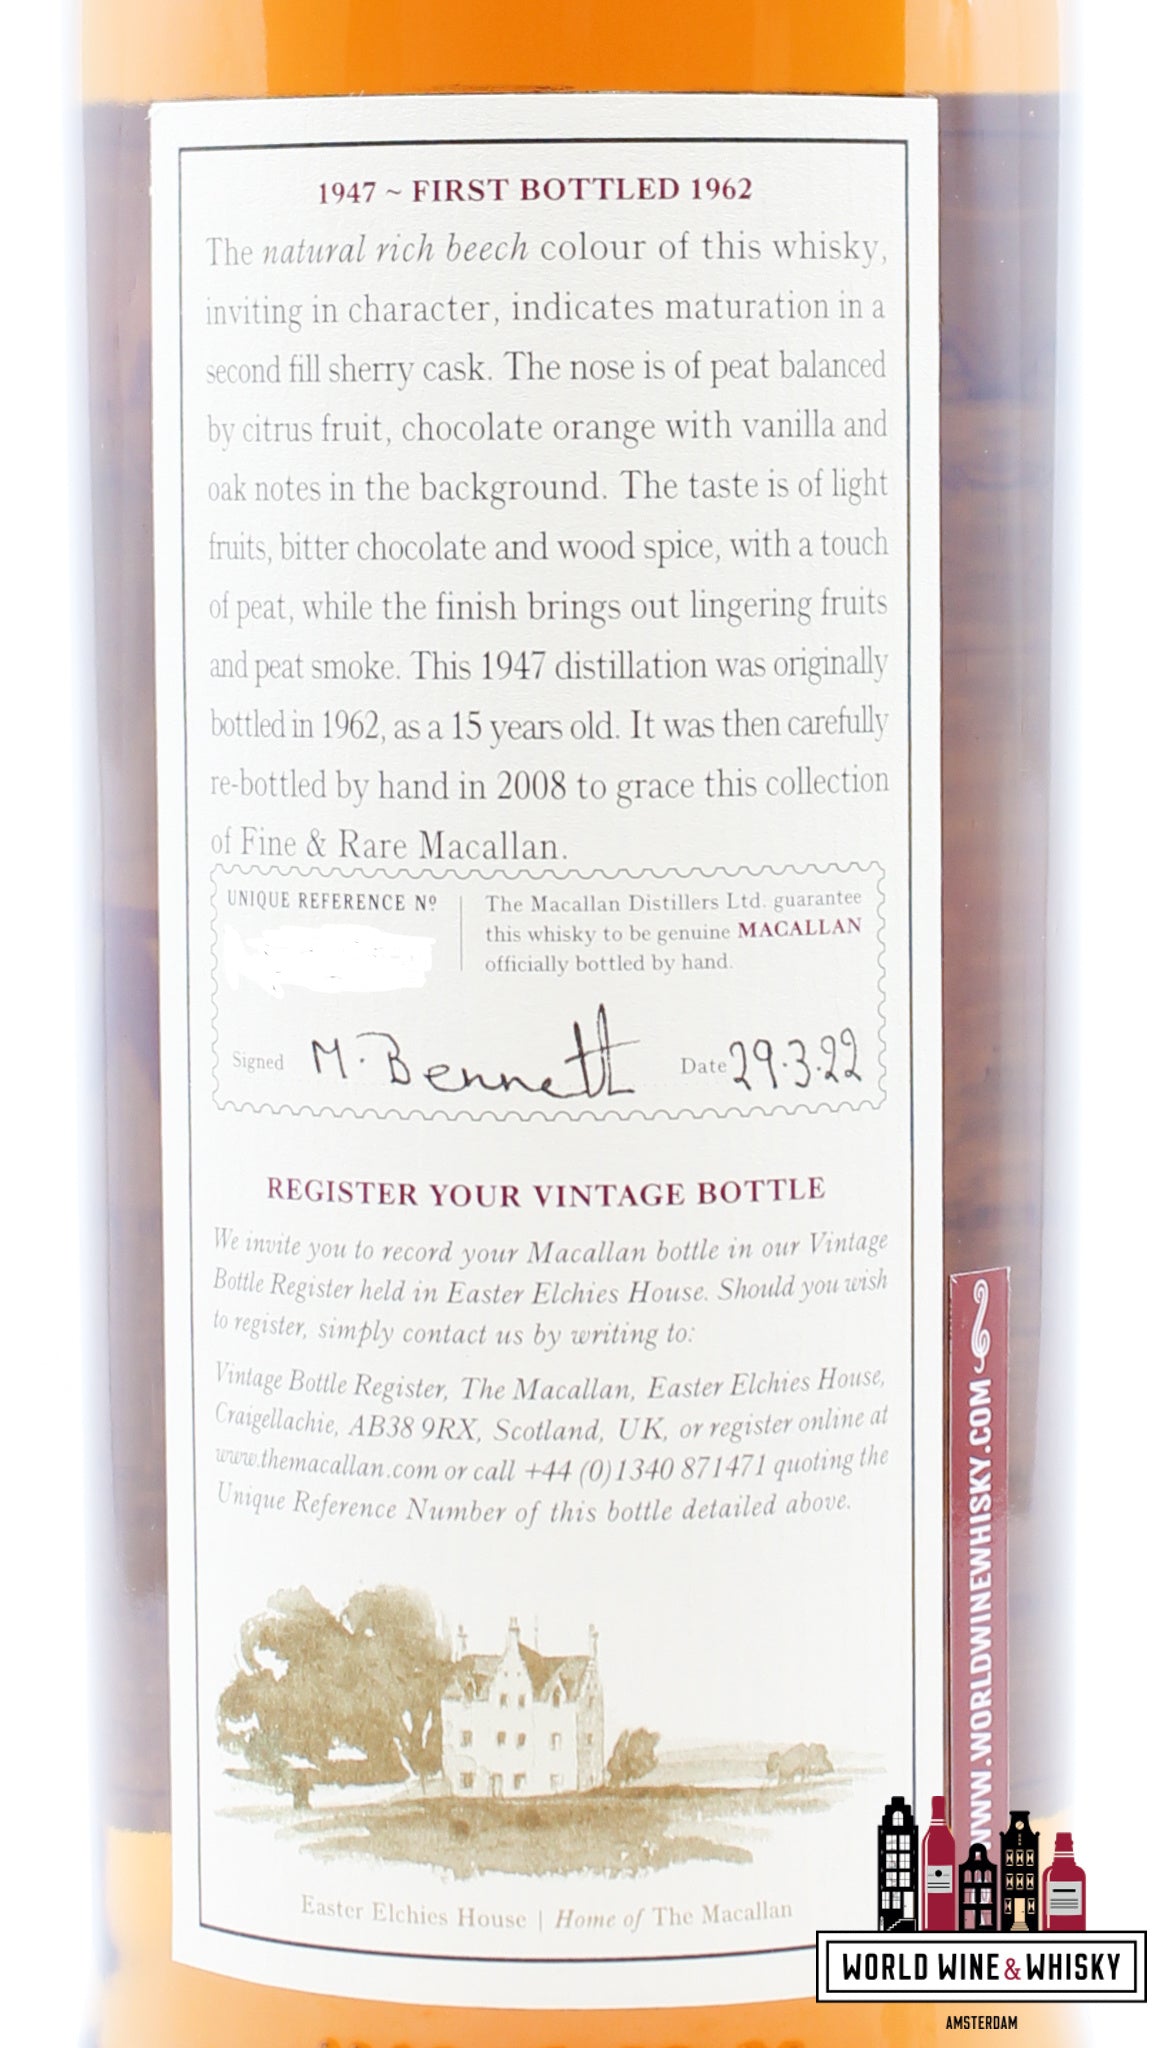 1947 ~ FIRST BOTTLED 1962
The natural rich beech colour of this whisky,
inviting in character, indicates maturation in a
second fill sherry cask. The nose is of peat balanced
by citrus fruit, chocolate orange with vanilla and
oak notes in the background. The taste is of light
fruits, bitter chocolate and wood spice, with a touch
of peat, while the finish brings out lingering fruits
and peat smoke. This 1947 distillation was originally
bottled in 1962, as a 15 years old. It was then carefully
re-bottled by hand in 2008 to grace this collection
of Fine & Rare Macallan.
UNIQUE REFERENCE Nº
The Macallan Distillers Ltd. guarantee
this whisky to be genuine MACALLAN
officially bottled by hand.
Signed M. Bennett Date 29.3.22
REGISTER YOUR VINTAGE BOTTLE
We invite you to record your Macallan bottle in our Vintage
Bottle Register held in Easter Elchies House. Should you wish
to register, simply contact us by writing to:
Vintage Bottle Register, The Macallan, Easter Elchies House,
Craigellachie, AB38 9RX, Scotland, UK, or register online at
www.themacallan.com or call +44 (0)1340 871471 quoting the
Unique Reference Number of this bottle detailed above.
Easter Elchies House | Home of The Macallan
WWW.WORLDWINEWHISKY.COM
WORLD WINE & WHISKY
AMSTERDAM